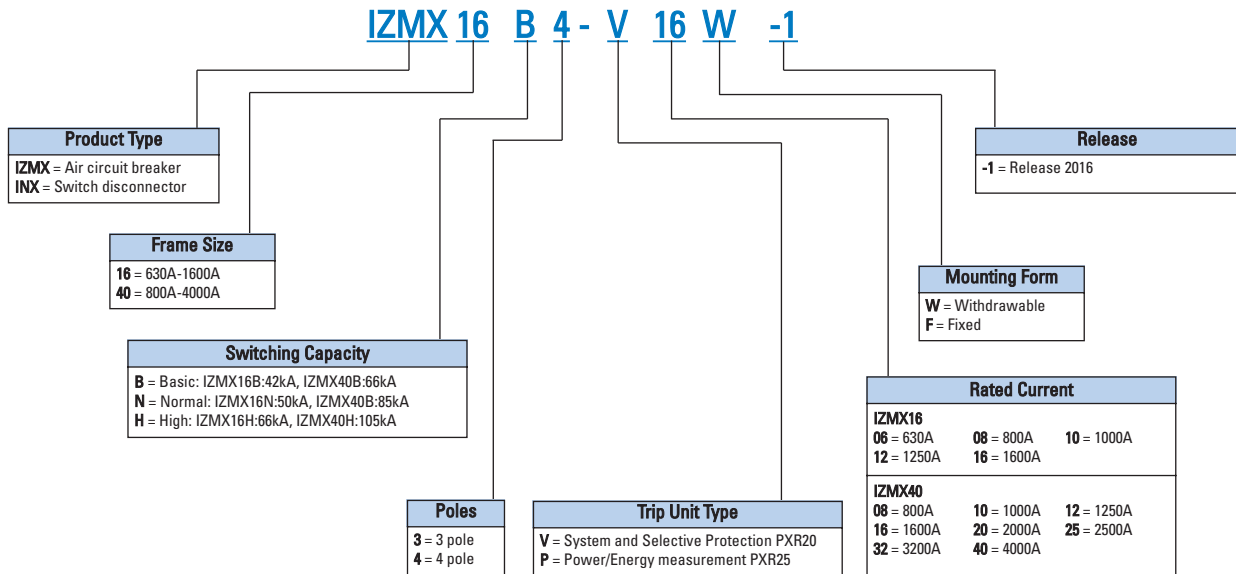 IZMX 16 B 4 - V 16 W -1
Product Type
IZMX = Air circuit breaker
INX = Switch disconnector
Release
-1 = Release 2016
Frame Size
16 = 630A-1600A
40 = 800A-4000A
Mounting Form
W = Withdrawable
F = Fixed
Switching Capacity
B = Basic: IZMX16B:42kA, IZMX40B:66kA
N = Normal: IZMX16N:50kA, IZMX40B:85kA
H = High: IZMX16H:66kA, IZMX40H:105kA
Rated Current
IZMX16
06 = 630A 08 = 800A 10 = 1000A
12 = 1250A 16 = 1600A
IZMX40
08 = 800A 10 = 1000A 12 = 1250A
16 = 1600A 20 = 2000A 25 = 2500A
32 = 3200A 40 = 4000A
Poles
3 = 3 pole
4 = 4 pole
Trip Unit Type
V = System and Selective Protection PXR20
P = Power/Energy measurement PXR25